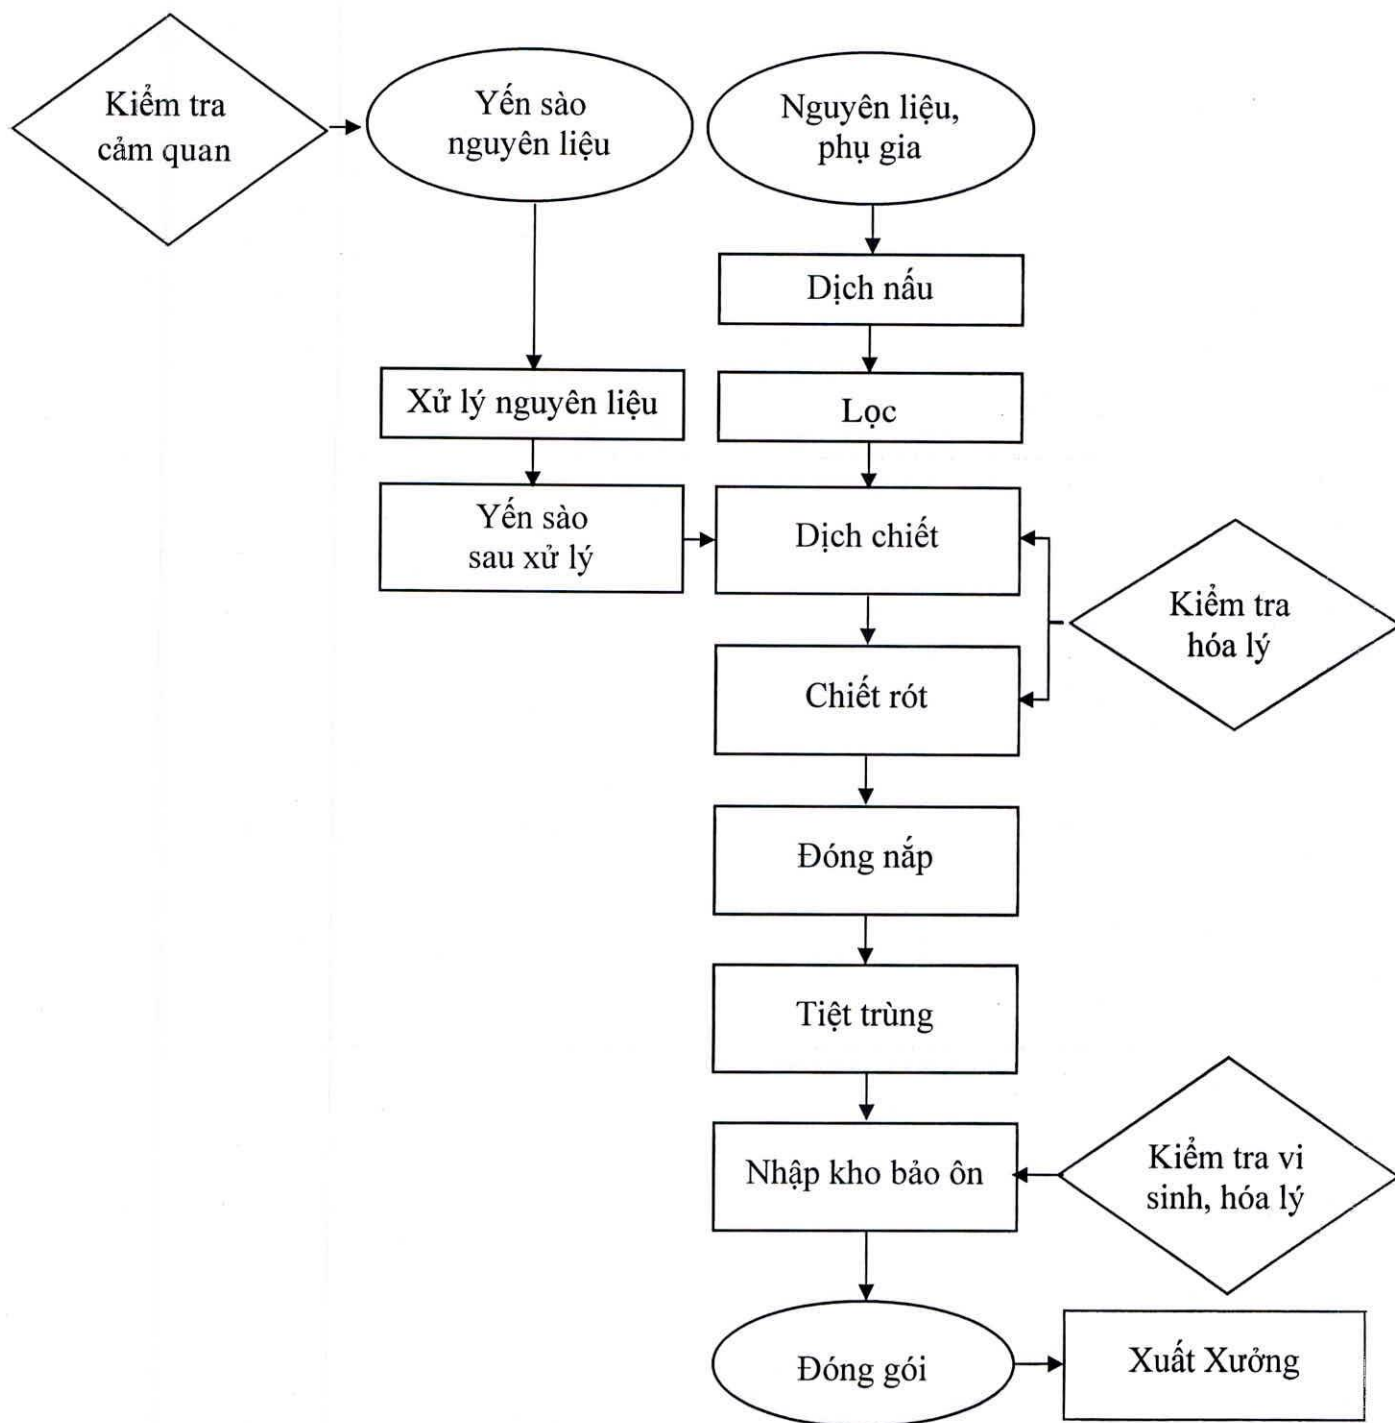 Kiểm tra
cảm quan
Yến sào
nguyên liệu
Nguyên liệu,
phụ gia
Dịch nấu
Xử lý nguyên liệu
Lọc
Yến sào
sau xử lý
Dịch chiết
Kiểm tra
hóa lý
Chiết rót
Đóng nắp
Tiệt trùng
Nhập kho bảo ôn
Kiểm tra vi
sinh, hóa lý
Đóng gói
Xuất Xưởng